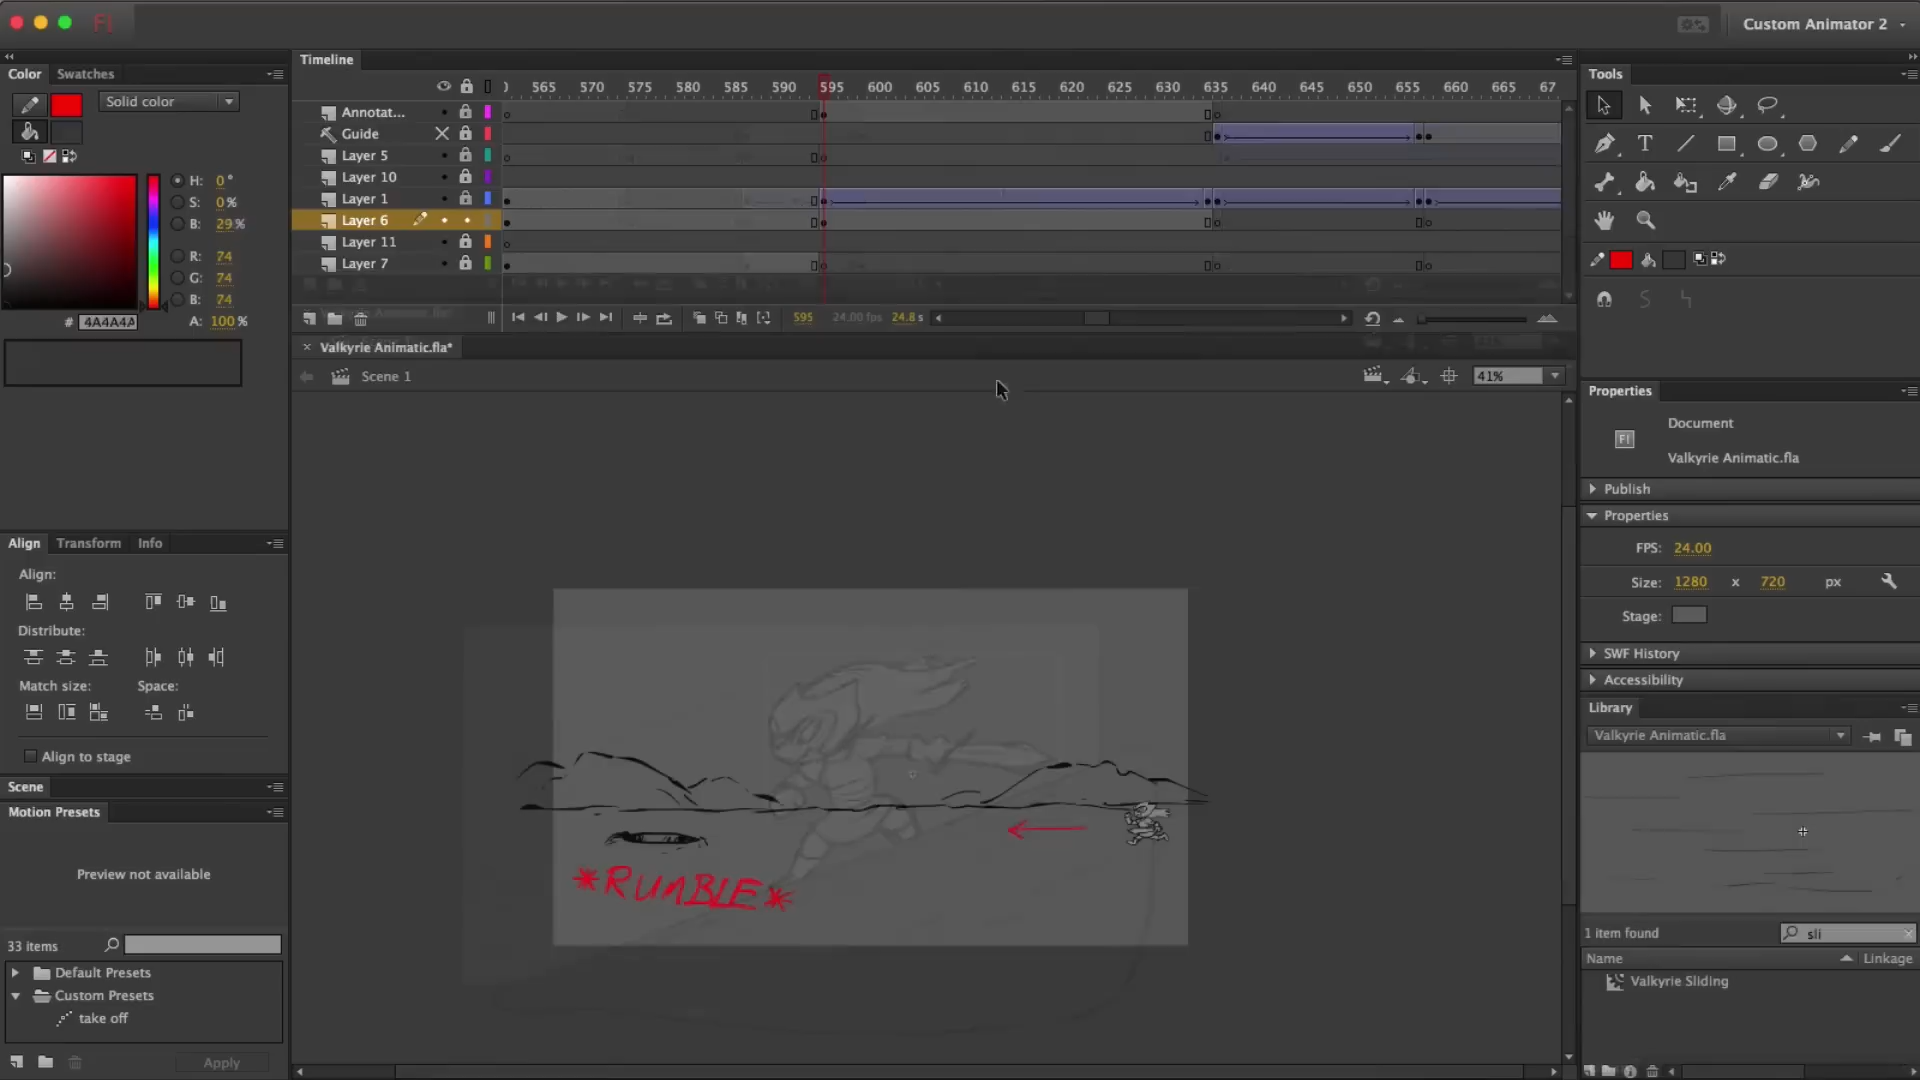 Fl
Custom Animator 2
Color
Swatches
Solid color
H: 0 °
S: 0 %
B: 29 %
R: 74
G: 74
B: 74
# 4A4A4A
A: 100 %
Timeline
565 570 575 580 585 590 595 600 605 610 615 620 625 630 635 640 645 650 655 660 665 67
Annotat...
Guide
Layer 5
Layer 10
Layer 1
Layer 6
Layer 11
Layer 7
595 24.00 fps 24.8 s
Valkyrie Animatic.fla*
Scene 1
41%
*RUMBLE*
Align
Transform
Info
Align:
Distribute:
Match size:
Space:
Align to stage
Scene
Motion Presets
Preview not available
33 items
Default Presets
Custom Presets
take off
Apply
Tools
Properties
Document
Fl
Valkyrie Animatic.fla
Publish
Properties
FPS: 24.00
Size: 1280 x 720 px
Stage:
SWF History
Accessibility
Library
Valkyrie Animatic.fla
1 item found
sli
Name
Linkage
Valkyrie Sliding